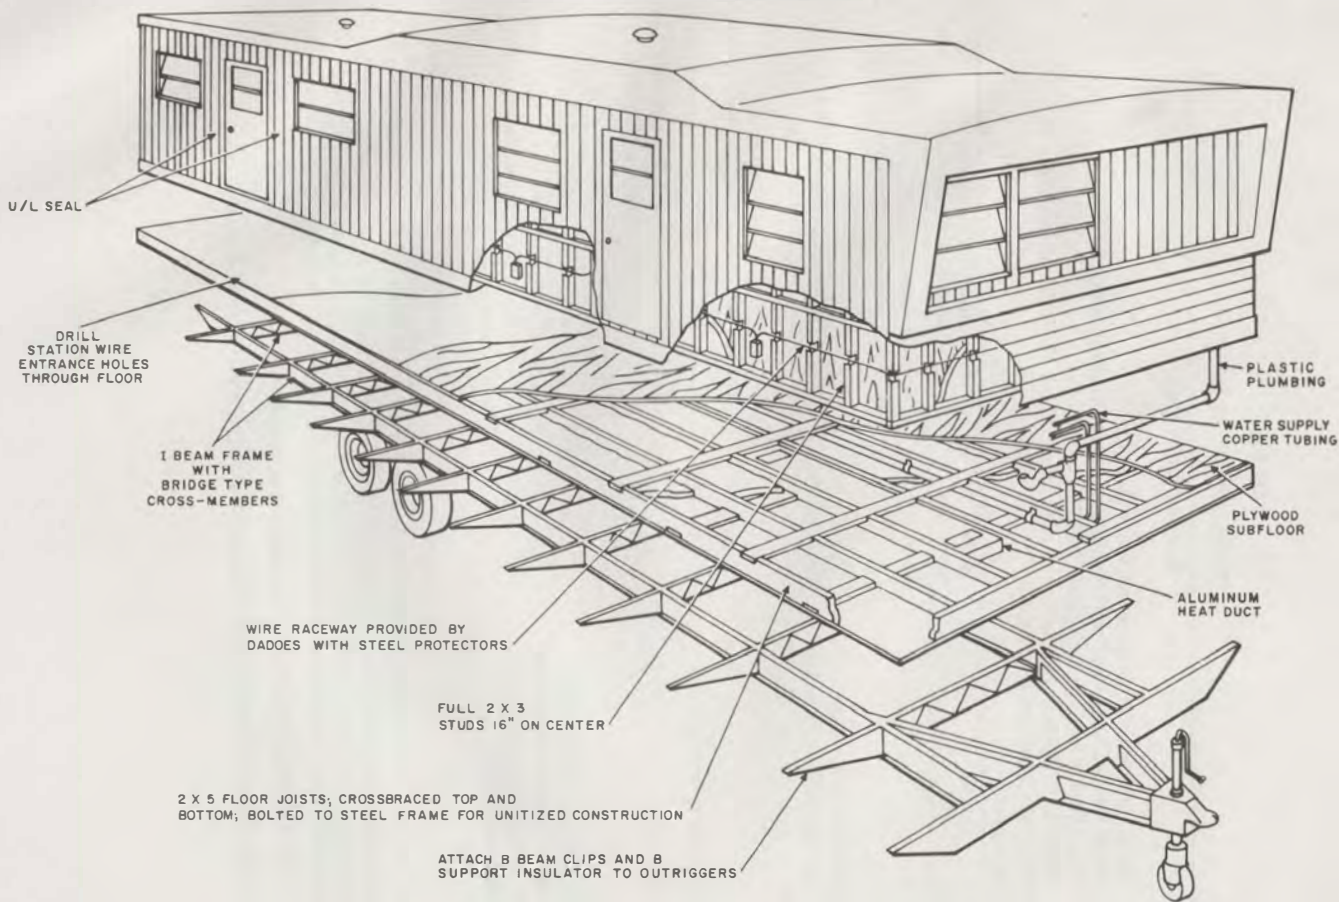 U/L SEAL
DRILL
STATION WIRE
ENTRANCE HOLES
THROUGH FLOOR
I BEAM FRAME
WITH
BRIDGE TYPE
CROSS-MEMBERS
PLASTIC
PLUMBING
WATER SUPPLY
COPPER TUBING
PLYWOOD
SUBFLOOR
ALUMINUM
HEAT DUCT
WIRE RACEWAY PROVIDED BY
DADOES WITH STEEL PROTECTORS
FULL 2 X 3
STUDS 16" ON CENTER
2 X 5 FLOOR JOISTS; CROSSBRACED TOP AND
BOTTOM; BOLTED TO STEEL FRAME FOR UNITIZED CONSTRUCTION
ATTACH B BEAM CLIPS AND B
SUPPORT INSULATOR TO OUTRIGGERS